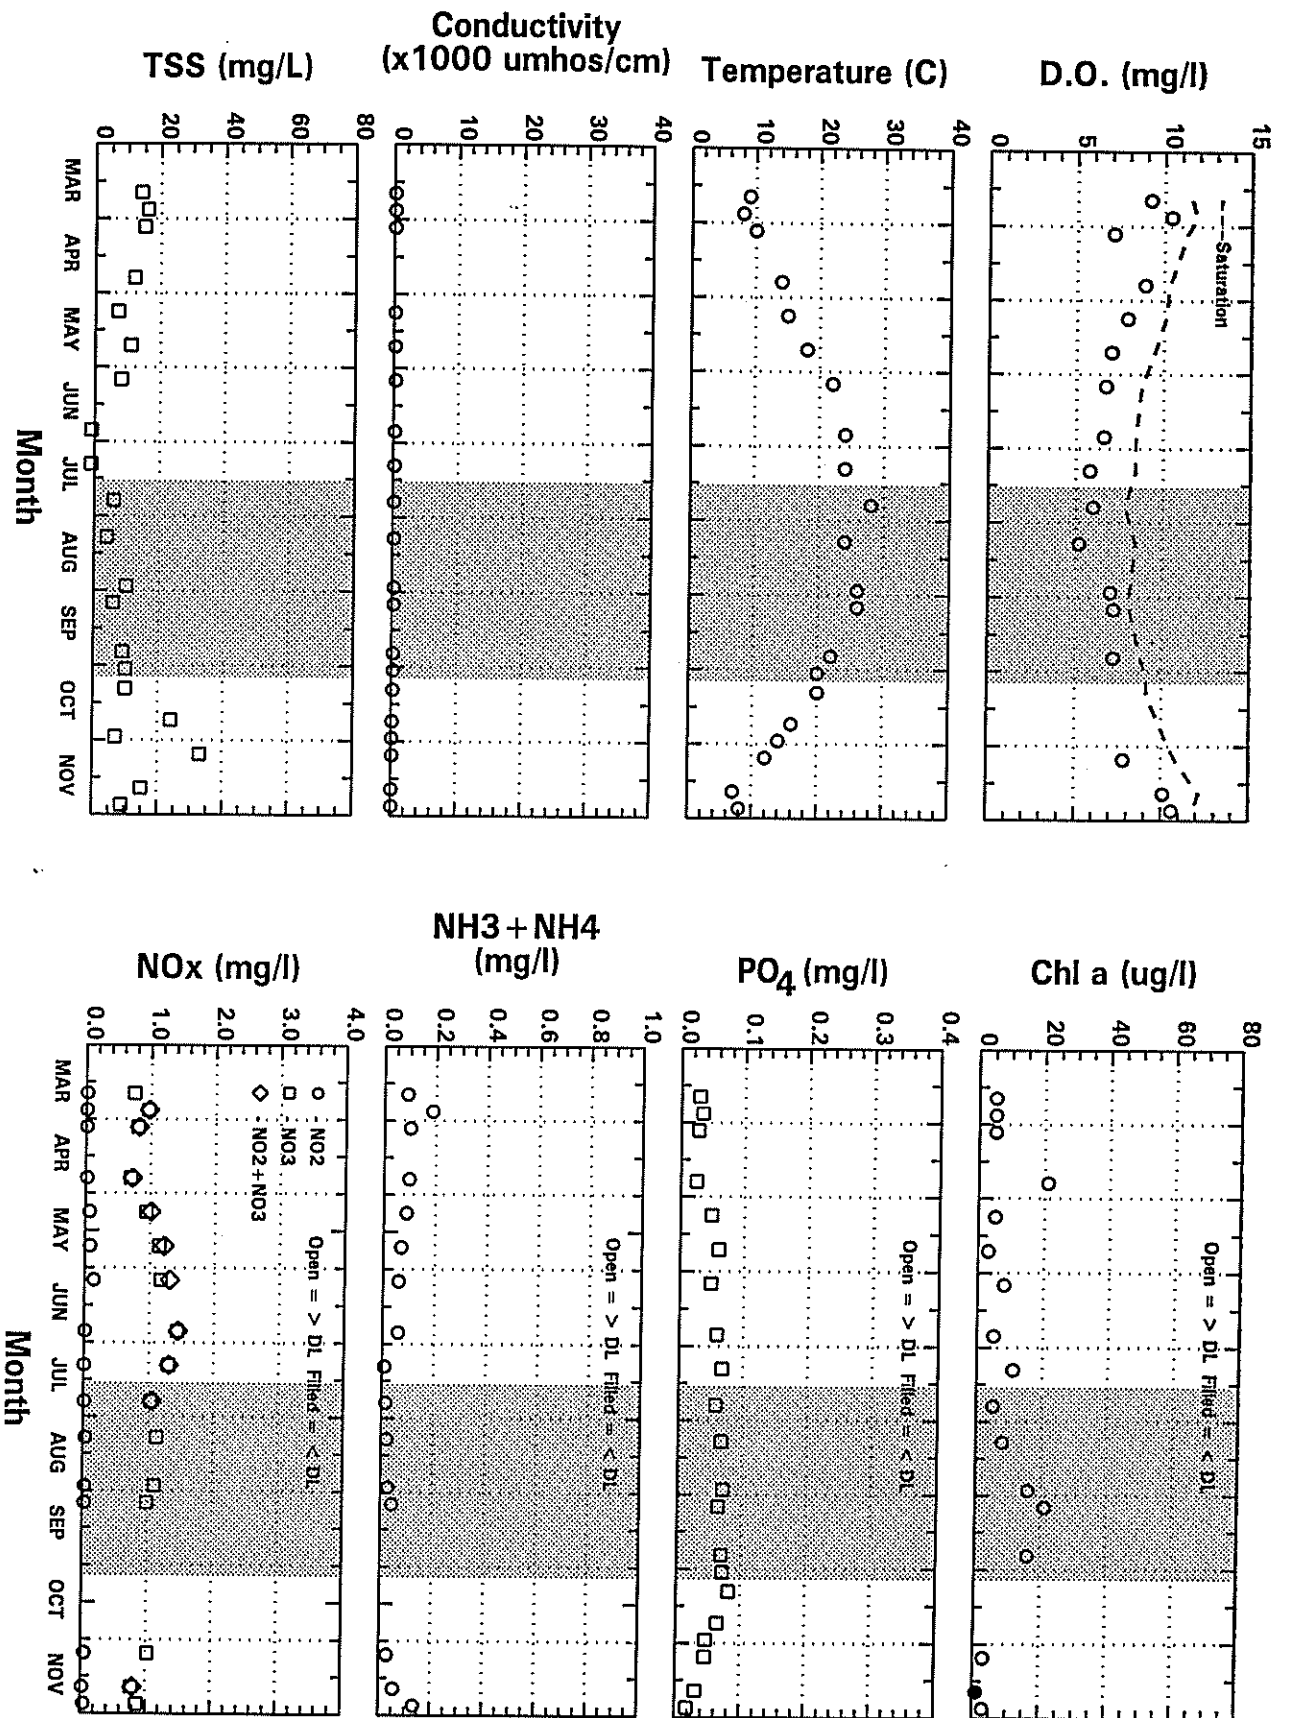 Conductivity
(x1000 umhos/cm)
TSS (mg/L)
Temperature (C)
D.O. (mg/l)
0 20 40 60 80
0 10 20 30 40
0 10 20 30 40
5 10 15
---Saturation
MAR APR MAY JUN JUL AUG SEP OCT NOV
Month
NH3+NH4
(mg/l)
NOx (mg/l)
PO4 (mg/l)
Chl a (ug/l)
0.0 1.0 2.0 3.0 4.0
0.0 0.2 0.4 0.6 0.8 1.0
0.0 0.1 0.2 0.3 0.4
0 20 40 60 80
○ - NO2
□ - NO3
◇ - NO2+NO3
Open = > DL Filled = < DL
Open = > DL Filled = < DL
Open = > DL Filled = < DL
Open = > DL Filled = < DL
MAR APR MAY JUN JUL AUG SEP OCT NOV
Month